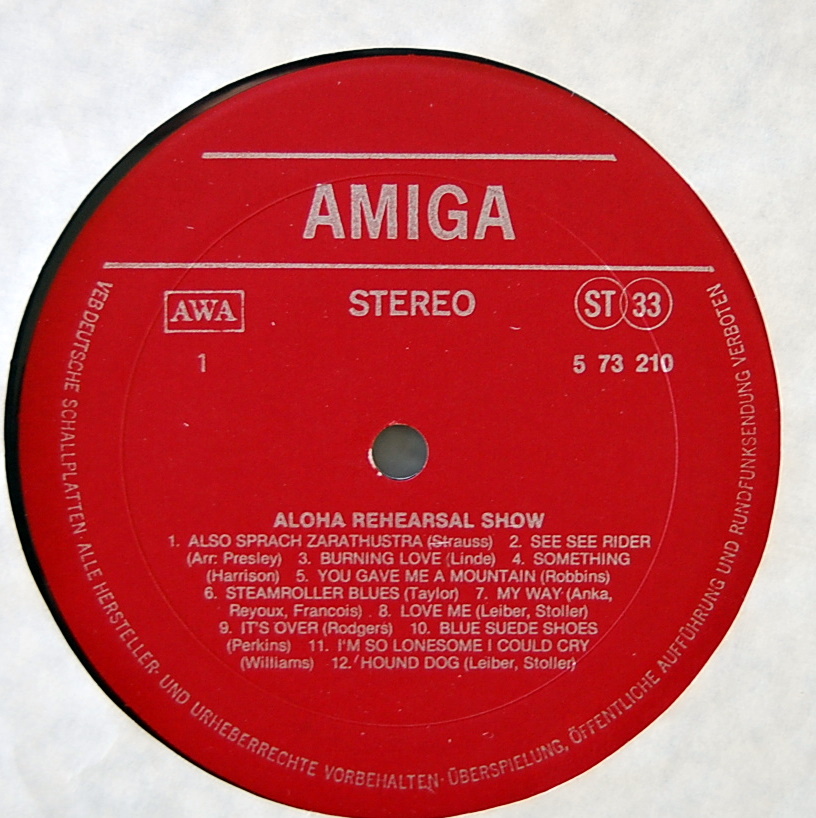 AMIGA
AWA STEREO ST 33
1 5 73 210
ALOHA REHEARSAL SHOW
1. ALSO SPRACH ZARATHUSTRA (Strauss) 2. SEE SEE RIDER
(Arr: Presley) 3. BURNING LOVE (Linde) 4. SOMETHING
(Harrison) 5. YOU GAVE ME A MOUNTAIN (Robbins)
6. STEAMROLLER BLUES (Taylor) 7. MY WAY (Anka,
Reyoux, Francois) . 8. LOVE ME (Leiber, Stoller)
9. IT'S OVER (Rodgers) 10. BLUE SUEDE SHOES
(Perkins) 11. I'M SO LONESOME I COULD CRY
(Williams) 12. HOUND DOG (Leiber, Stoller)
VEB DEUTSCHE SCHALLPLATTEN · ALLE HERSTELLER- UND URHEBERRECHTE VORBEHALTEN · ÜBERSPIELUNG, ÖFFENTLICHE AUFFÜHRUNG UND RUNDFUNKSENDUNG VERBOTEN